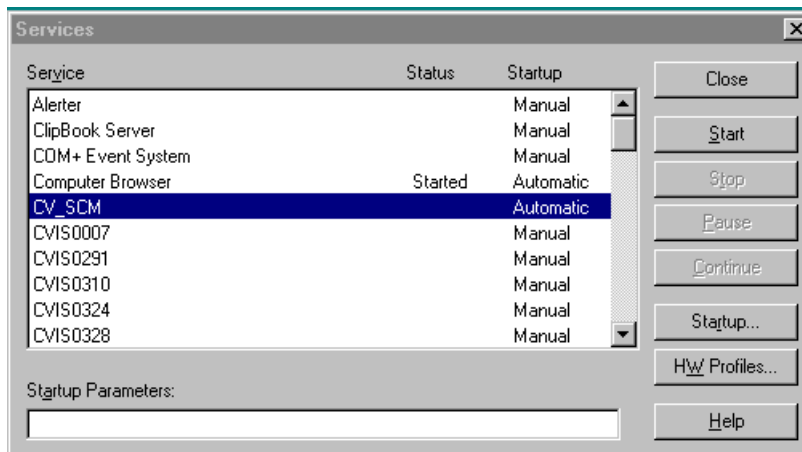 Services
Service Status Startup
Alerter Manual
ClipBook Server Manual
COM+ Event System Manual
Computer Browser Started Automatic
CV_SCM Automatic
CVIS0007 Manual
CVIS0291 Manual
CVIS0310 Manual
CVIS0324 Manual
CVIS0328 Manual
Startup Parameters:
Close
Start
Stop
Pause
Continue
Startup...
HW Profiles...
Help